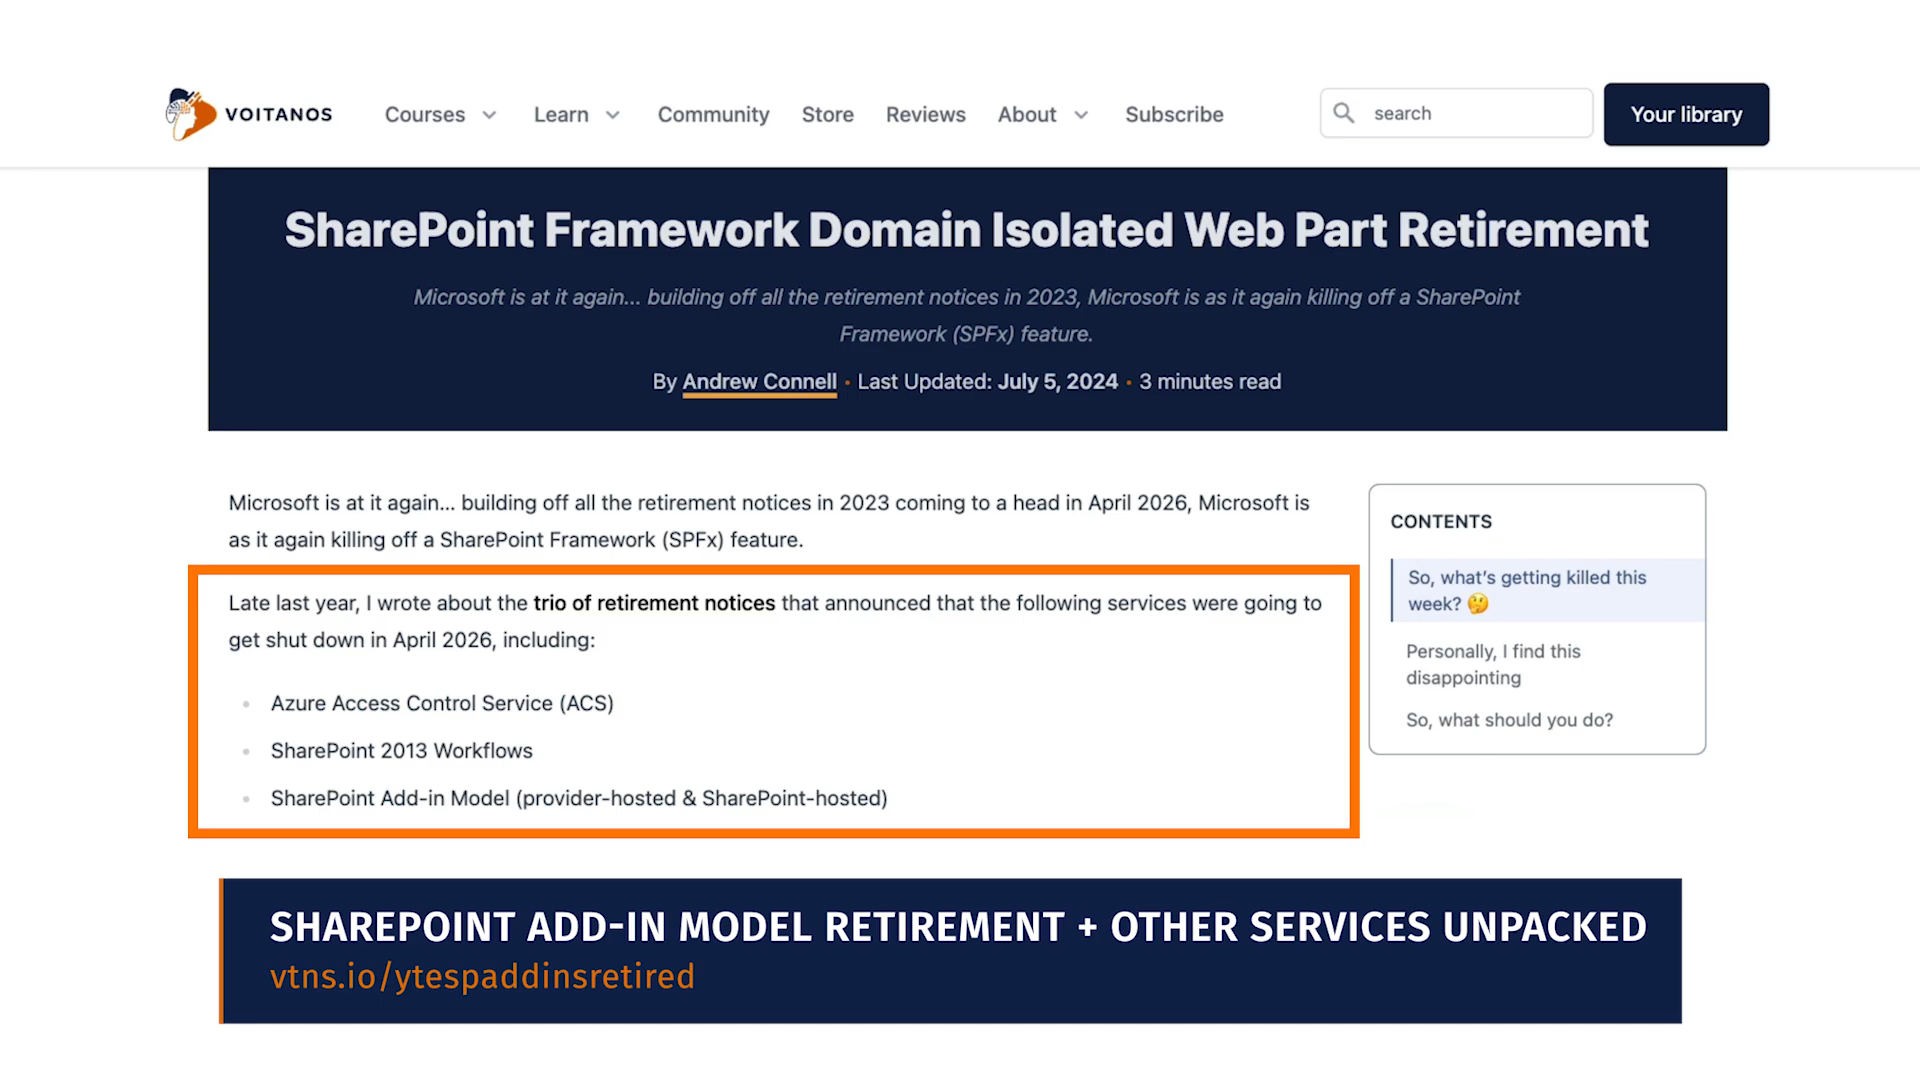 VOITANOS
Courses
Learn
Community
Store
Reviews
About
Subscribe
search
Your library
SharePoint Framework Domain Isolated Web Part Retirement
Microsoft is at it again... building off all the retirement notices in 2023, Microsoft is as it again killing off a SharePoint
Framework (SPFx) feature.
By Andrew Connell • Last Updated: July 5, 2024 • 3 minutes read
Microsoft is at it again... building off all the retirement notices in 2023 coming to a head in April 2026, Microsoft is
as it again killing off a SharePoint Framework (SPFx) feature.
Late last year, I wrote about the trio of retirement notices that announced that the following services were going to
get shut down in April 2026, including:
• Azure Access Control Service (ACS)
• SharePoint 2013 Workflows
• SharePoint Add-in Model (provider-hosted & SharePoint-hosted)
CONTENTS
So, what's getting killed this
week? 🤔
Personally, I find this
disappointing
So, what should you do?
SHAREPOINT ADD-IN MODEL RETIREMENT + OTHER SERVICES UNPACKED
vtns.io/ytespaddinsretired